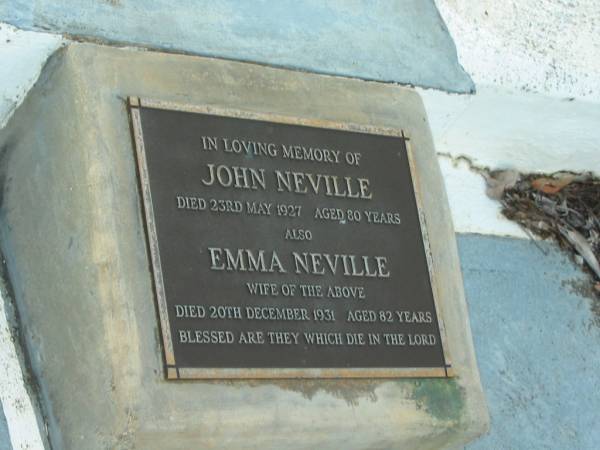 IN LOVING MEMORY OF
JOHN NEVILLE
DIED 23RD MAY 1927 AGED 80 YEARS
ALSO
EMMA NEVILLE
WIFE OF THE ABOVE
DIED 20TH DECEMBER 1931 AGED 82 YEARS
BLESSED ARE THEY WHICH DIE IN THE LORD